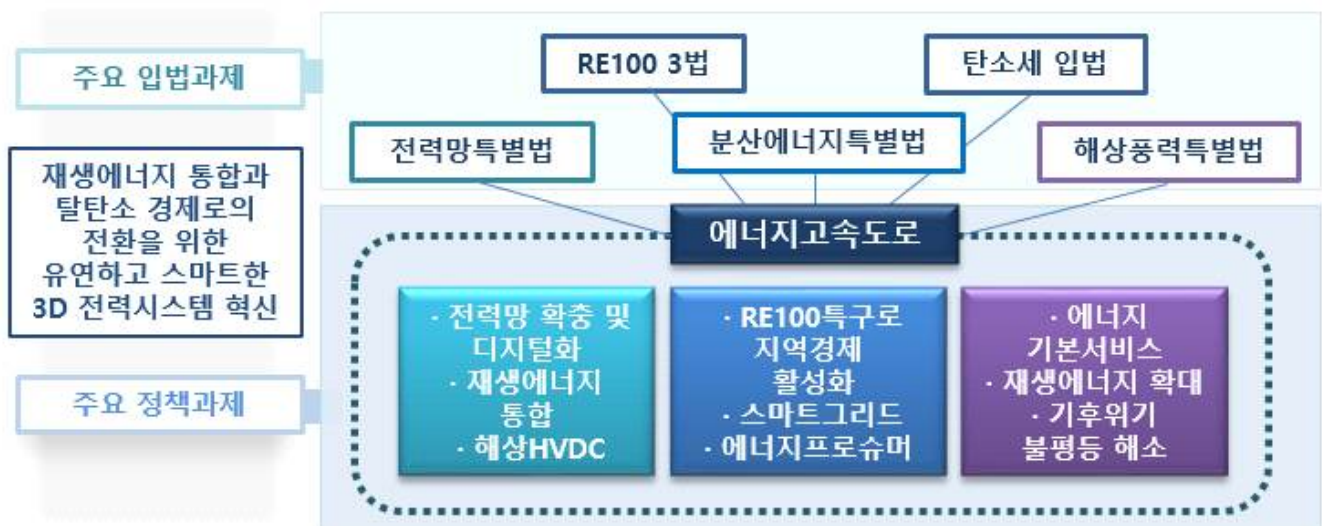 주요 입법과제
RE100 3법
탄소세 입법
전력망특별법
분산에너지특별법
해상풍력특별법
재생에너지 통합과
탈탄소 경제로의
전환을 위한
유연하고 스마트한
3D 전력시스템 혁신
에너지고속도로
· 전력망 확충 및
디지털화
· 재생에너지
통합
· 해상HVDC
· RE100특구로
지역경제
활성화
· 스마트그리드
· 에너지프로슈머
· 에너지
기본서비스
· 재생에너지 확대
· 기후위기
불평등 해소
주요 정책과제